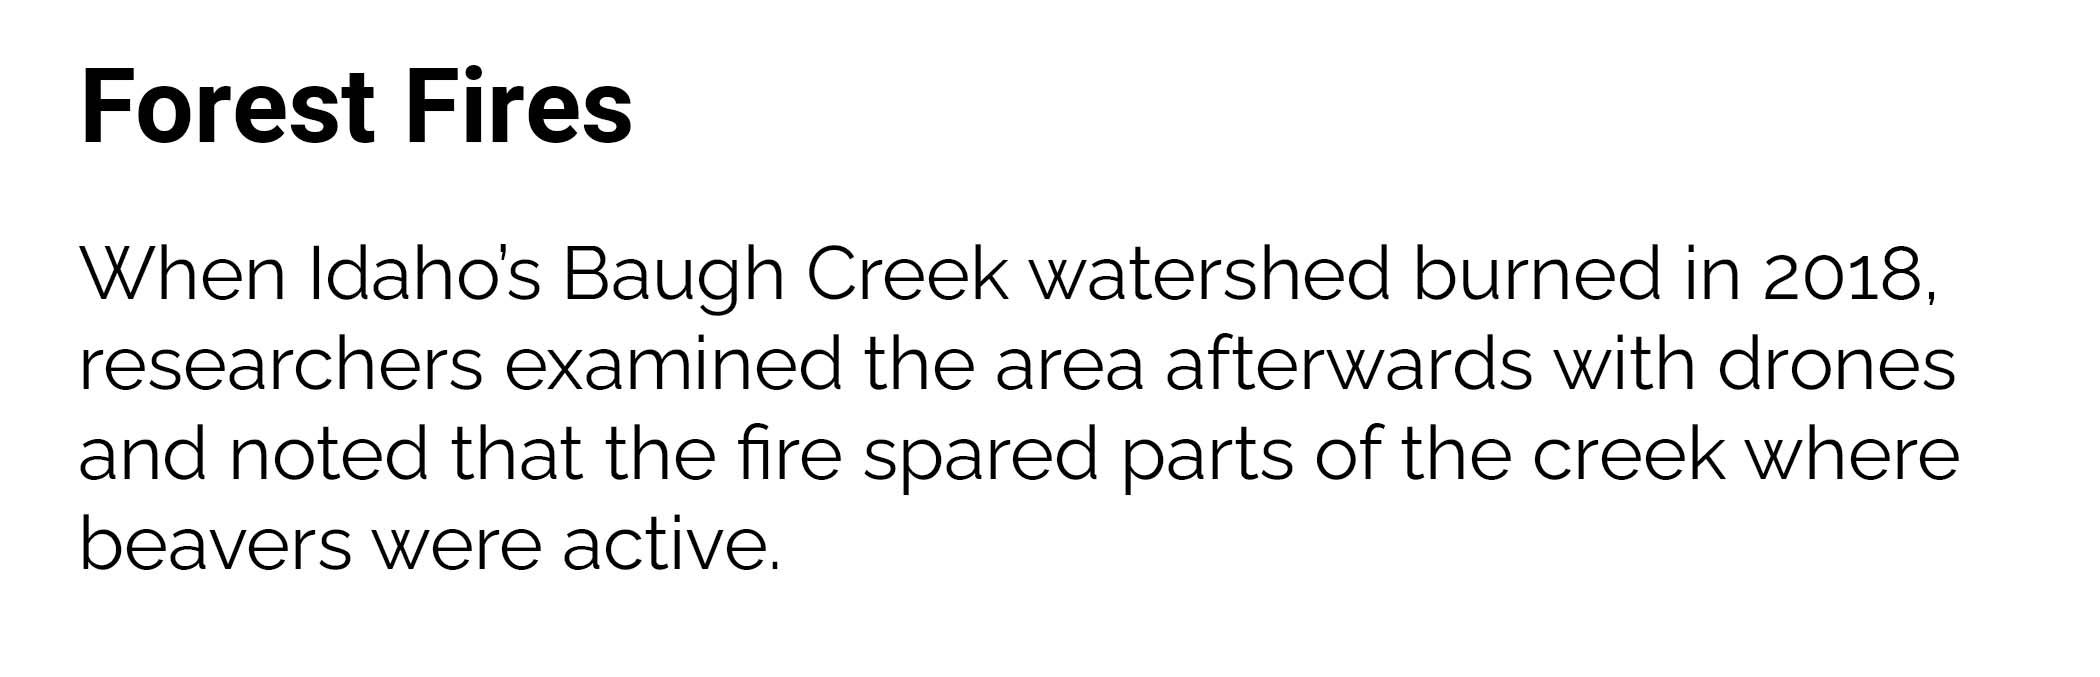 Forest Fires
When Idaho’s Baugh Creek watershed burned in 2018,
researchers examined the area afterwards with drones
and noted that the fire spared parts of the creek where
beavers were active.